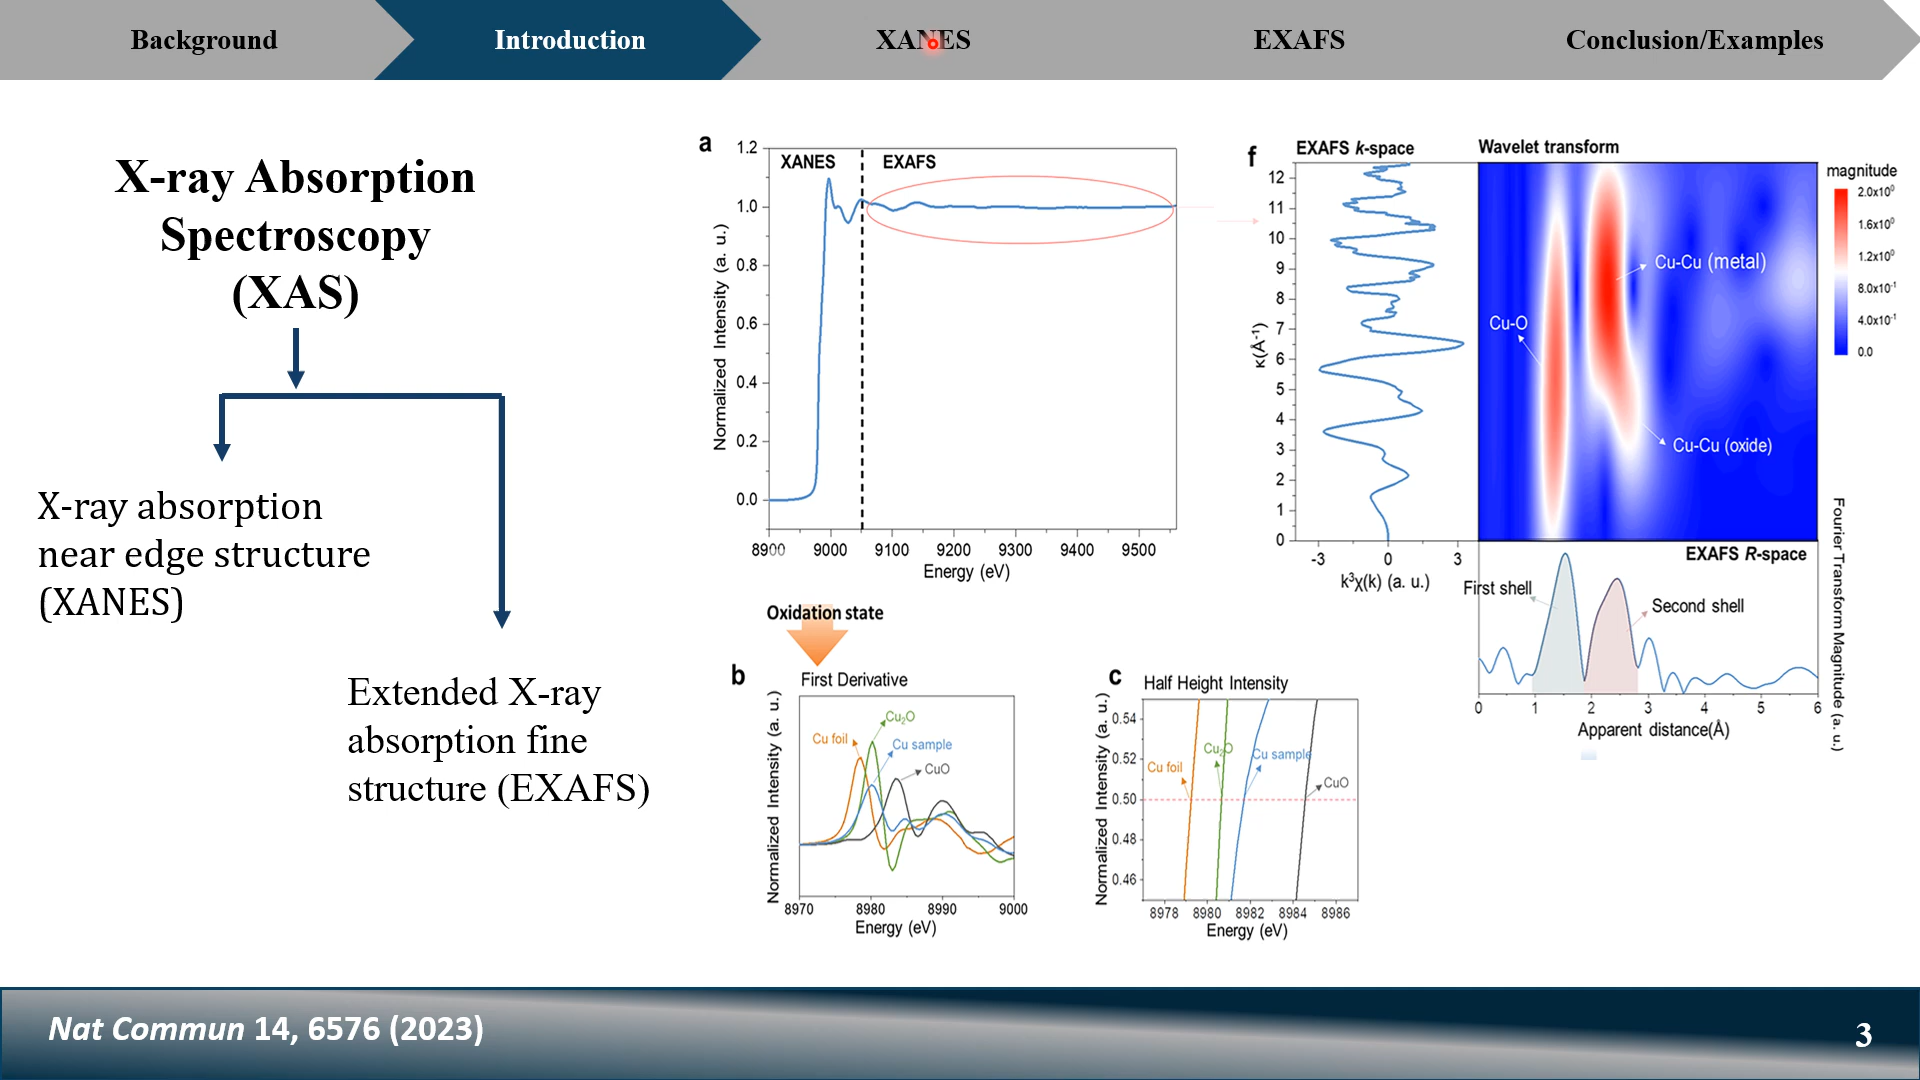 Background
Introduction
XANES
EXAFS
Conclusion/Examples
X-ray Absorption
Spectroscopy
(XAS)
X-ray absorption
near edge structure
(XANES)
Extended X-ray
absorption fine
structure (EXAFS)
a
XANES
EXAFS
Normalized Intensity (a. u.)
1.2
1.0
0.8
0.6
0.4
0.2
0.0
8900 9000 9100 9200 9300 9400 9500
Energy (eV)
Oxidation state
b
First Derivative
Normalized Intensity (a. u.)
Cu foil
Cu₂O
Cu sample
CuO
8970 8980 8990 9000
Energy (eV)
c
Half Height Intensity
Normalized Intensity (a. u.)
0.54
0.52
0.50
0.48
0.46
Cu foil
Cu₂O
Cu sample
CuO
8978 8980 8982 8984 8986
Energy (eV)
f
EXAFS k-space
κ(Å⁻¹)
12
11
10
9
8
7
6
5
4
3
2
1
0
-3 0 3
k³χ(k) (a. u.)
Wavelet transform
Cu-O
Cu-Cu (metal)
Cu-Cu (oxide)
magnitude
2.0x10⁰
1.6x10⁰
1.2x10⁰
8.0x10⁻¹
4.0x10⁻¹
0.0
EXAFS R-space
First shell
Second shell
0 1 2 3 4 5 6
Apparent distance(Å)
Fourier Transform Magnitude (a. u.)
Nat Commun 14, 6576 (2023)
3